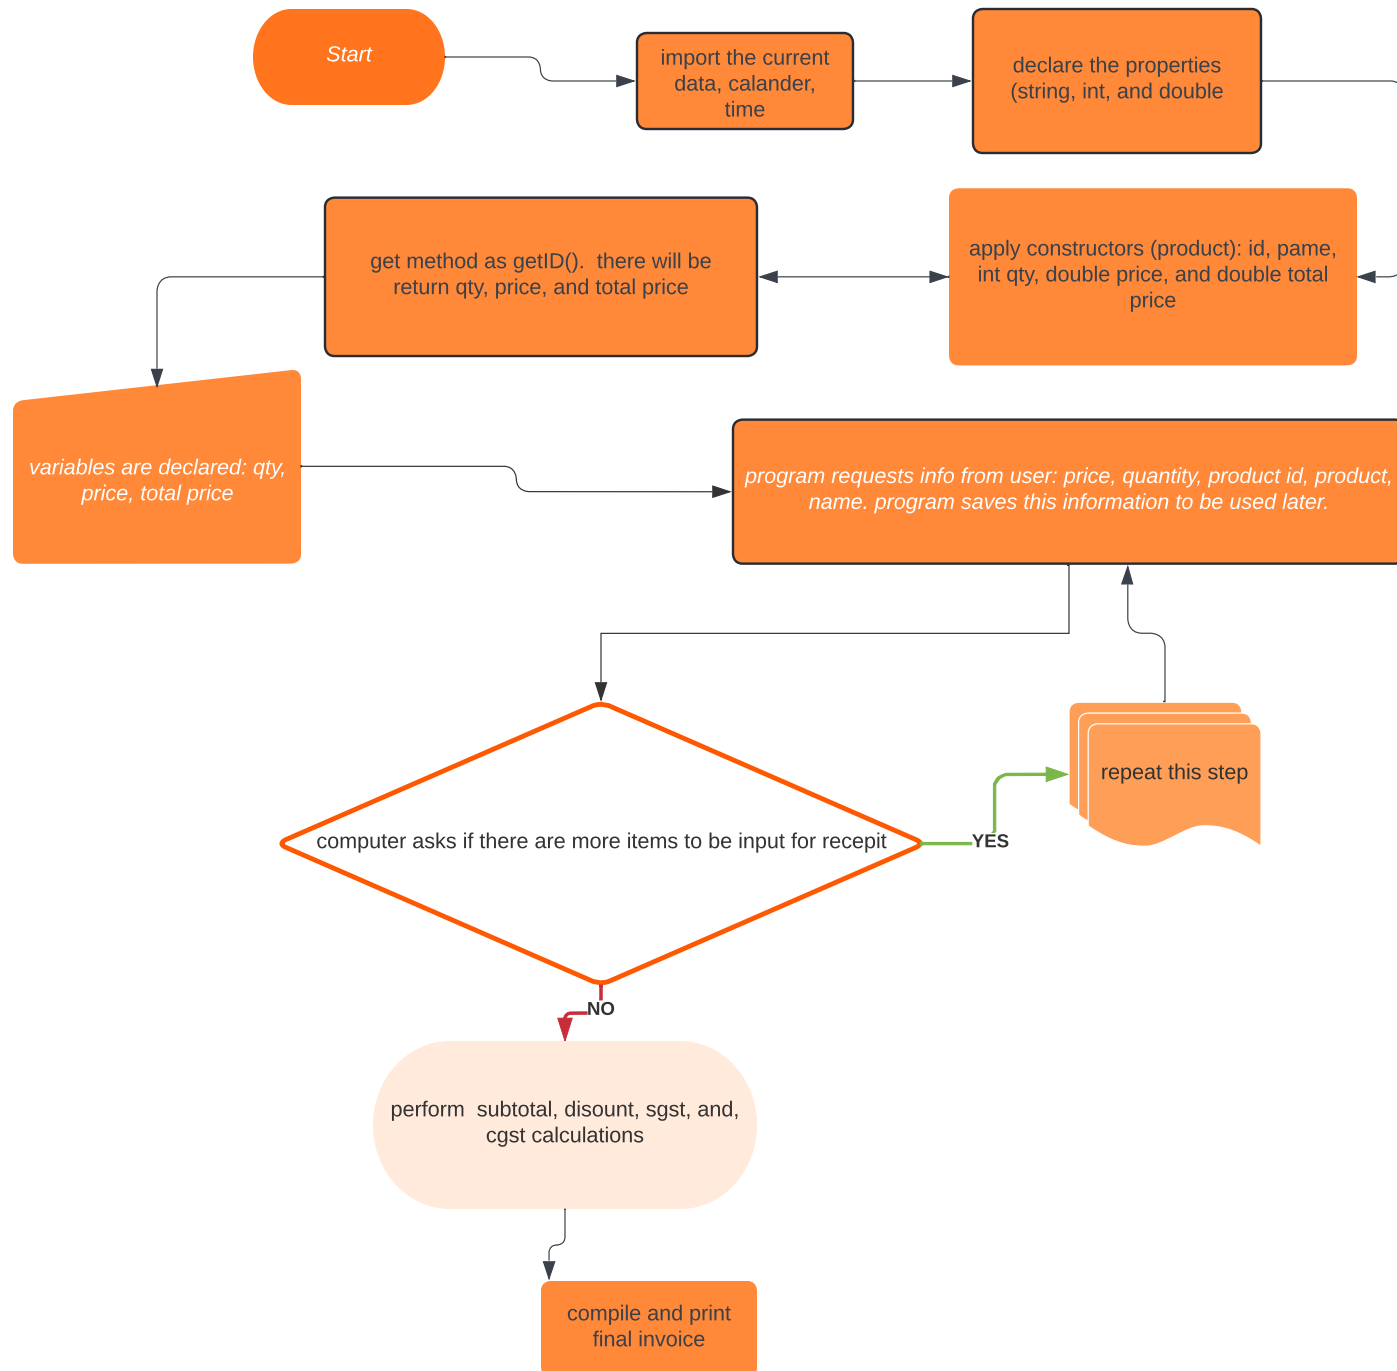 Start
import the current
data, calander,
time
declare the properties
(string, int, and double
get method as getID().  there will be
return qty, price, and total price
apply constructors (product): id, pame,
int qty, double price, and double total
price
variables are declared: qty,
price, total price
program requests info from user: price, quantity, product id, product,
name. program saves this information to be used later.
repeat this step
computer asks if there are more items to be input for recepit
YES
NO
perform  subtotal, disount, sgst, and,
cgst calculations
compile and print
final invoice